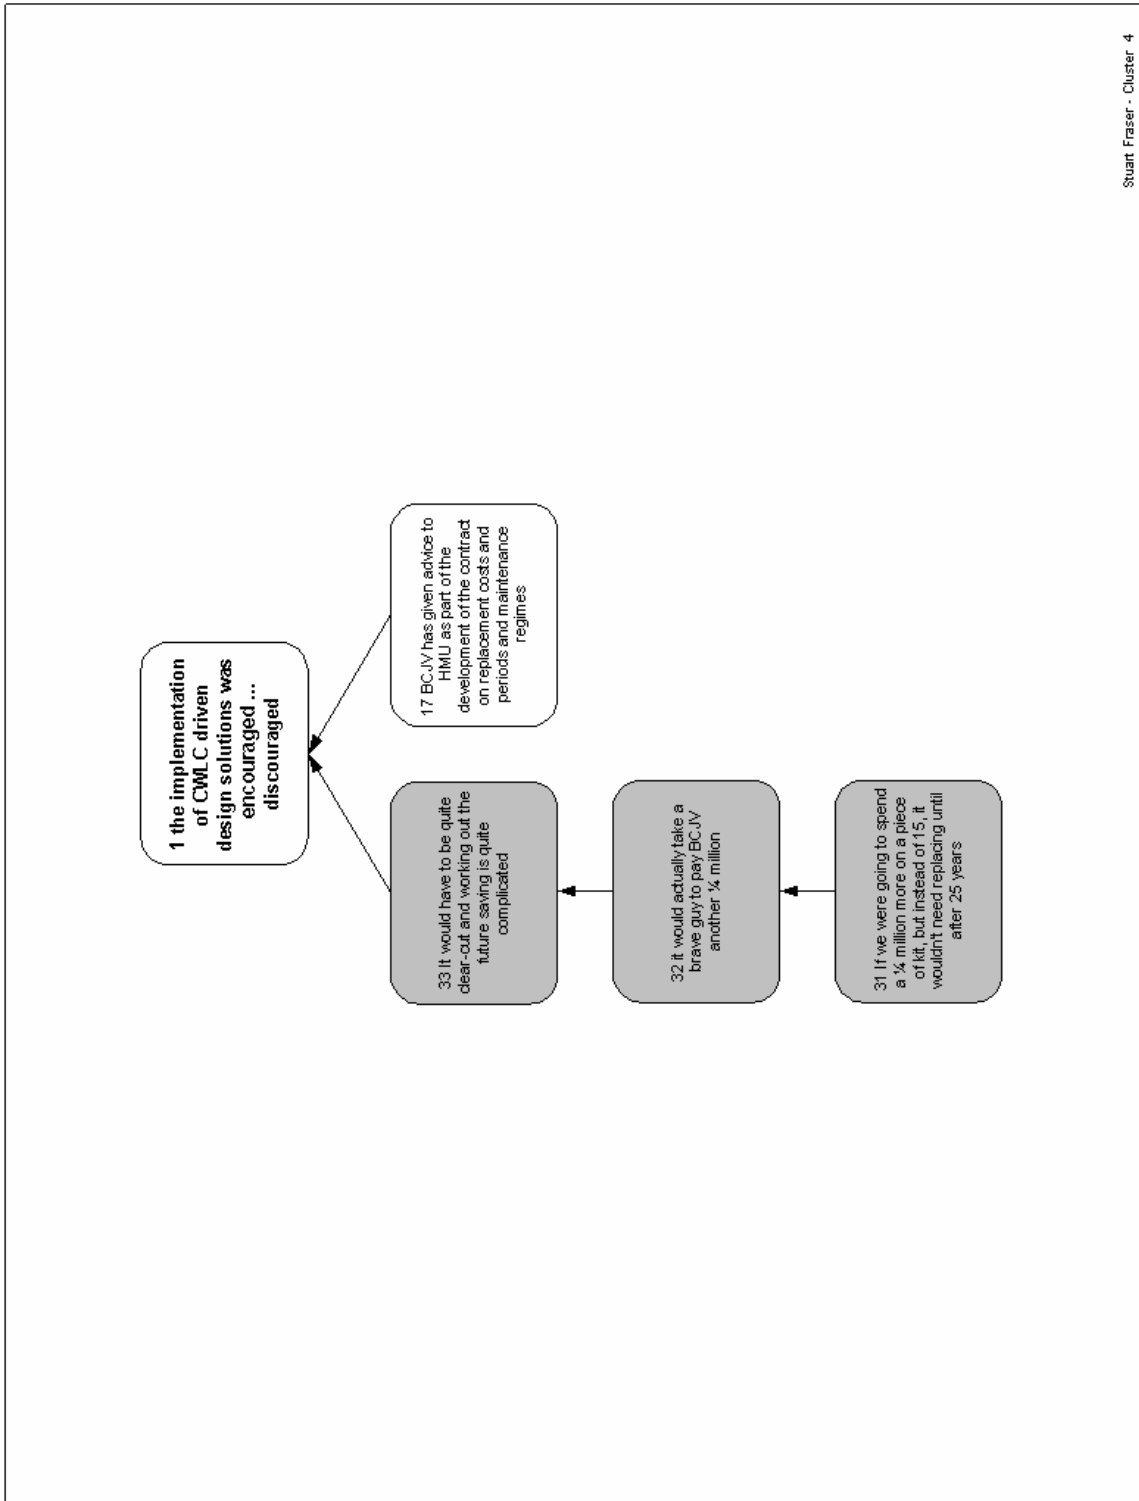 1 the implementation
of CWLC driven
design solutions was
encouraged ...
discouraged
33 It would have to be quite
clear-cut and working out the
future saving is quite
complicated
17 BCJV has given advice to
HMU as part of the
development of the contract
on replacement costs and
periods and maintenance
regimes
32 it would actually take a
brave guy to pay BCJV
another ¼ million
31 If we were going to spend
a ¼ million more on a piece
of kit, but instead of 15, it
wouldn't need replacing until
after 25 years
Stuart Fraser - Cluster 4